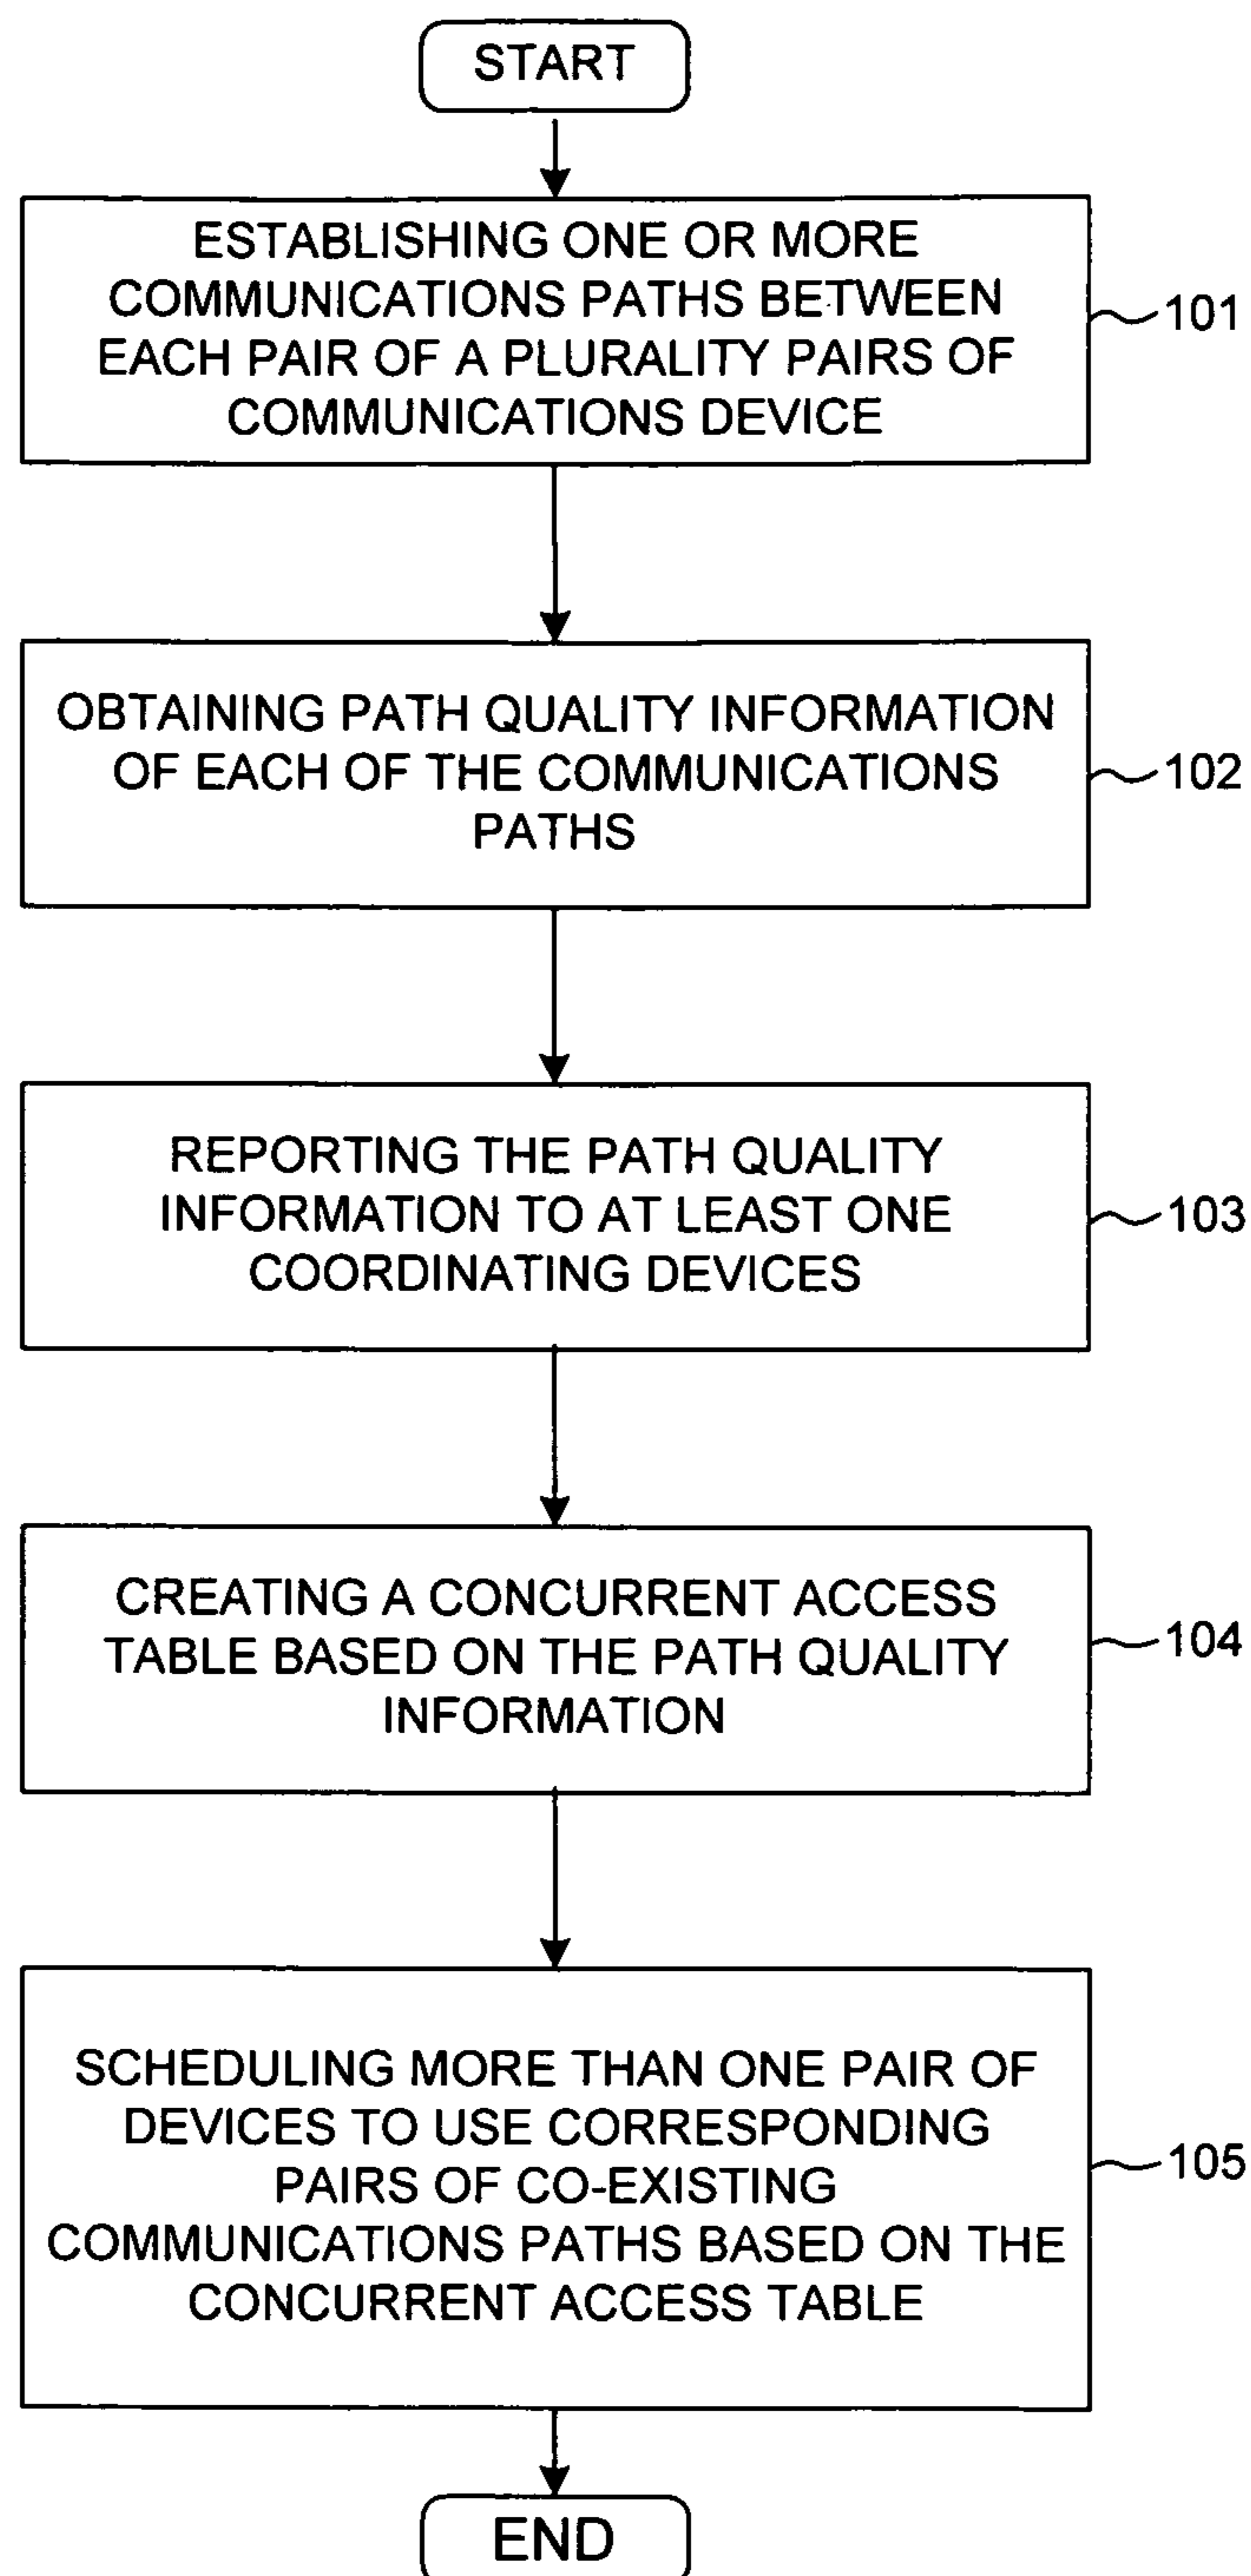 START
ESTABLISHING ONE OR MORE
COMMUNICATIONS PATHS BETWEEN
EACH PAIR OF A PLURALITY PAIRS OF
COMMUNICATIONS DEVICE
101
OBTAINING PATH QUALITY INFORMATION
OF EACH OF THE COMMUNICATIONS
PATHS
102
REPORTING THE PATH QUALITY
INFORMATION TO AT LEAST ONE
COORDINATING DEVICES
103
CREATING A CONCURRENT ACCESS
TABLE BASED ON THE PATH QUALITY
INFORMATION
104
SCHEDULING MORE THAN ONE PAIR OF
DEVICES TO USE CORRESPONDING
PAIRS OF CO-EXISTING
COMMUNICATIONS PATHS BASED ON THE
CONCURRENT ACCESS TABLE
105
END